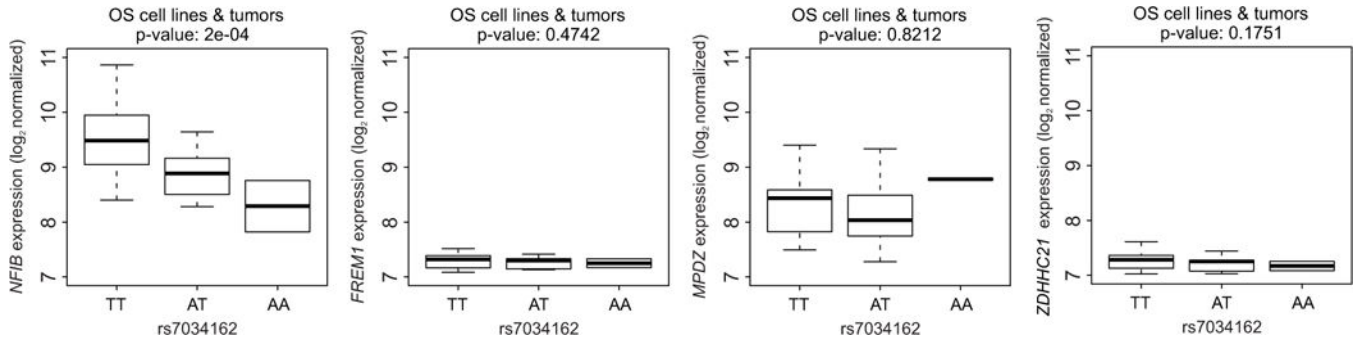 OS cell lines & tumors
p-value: 2e-04
NFIB expression (log₂ normalized)
11
10
9
8
7
TT AT AA
rs7034162
OS cell lines & tumors
p-value: 0.4742
FREM1 expression (log₂ normalized)
11
10
9
8
7
TT AT AA
rs7034162
OS cell lines & tumors
p-value: 0.8212
MPDZ expression (log₂ normalized)
11
10
9
8
7
TT AT AA
rs7034162
OS cell lines & tumors
p-value: 0.1751
ZDHHC21 expression (log₂ normalized)
11
10
9
8
7
TT AT AA
rs7034162